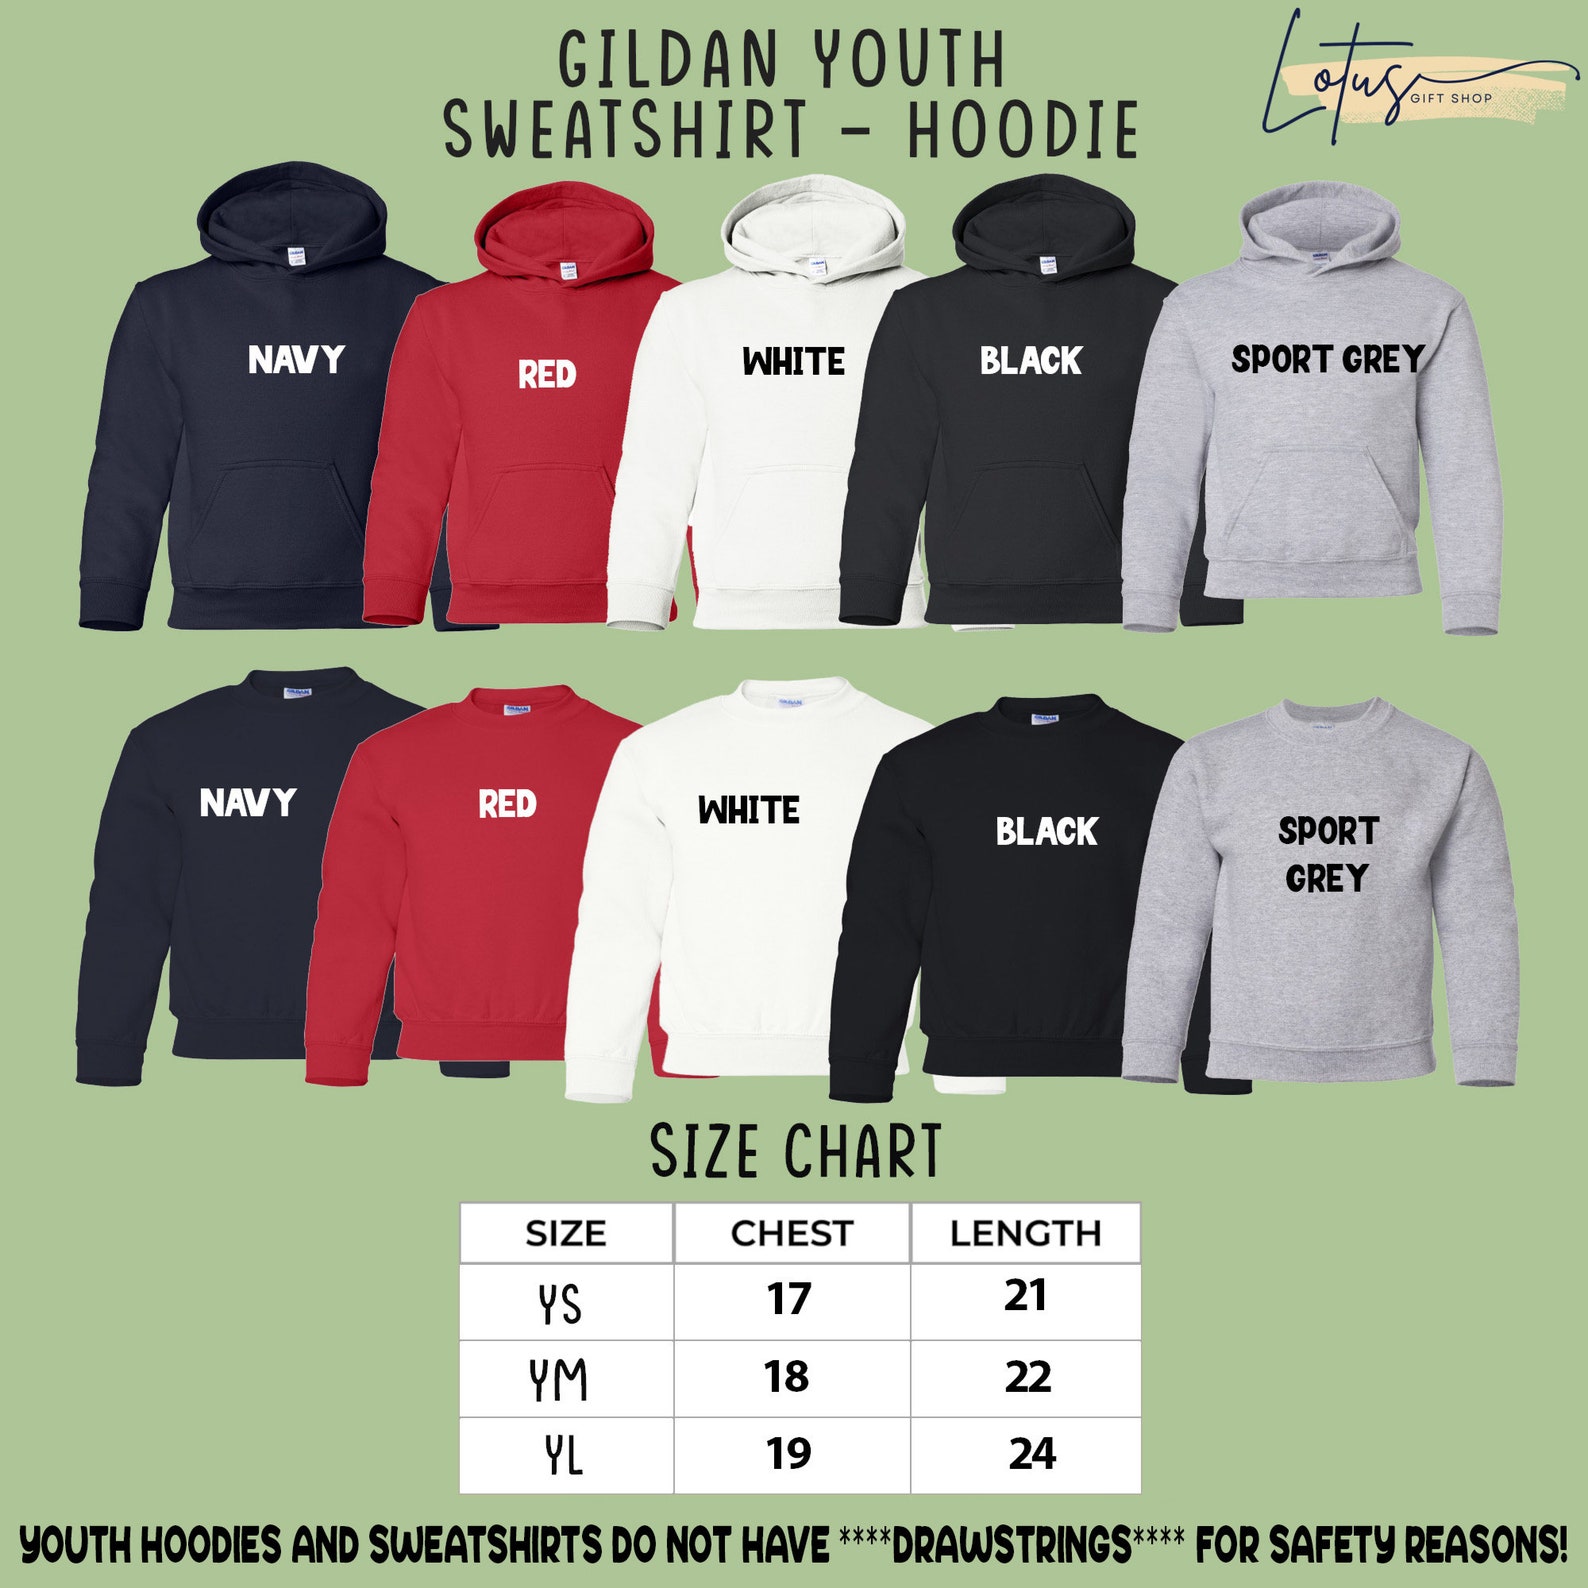 GILDAN YOUTH
SWEATSHIRT - HOODIE
Lotus
GIFT SHOP
NAVY
RED
WHITE
BLACK
SPORT GREY
NAVY
RED
WHITE
BLACK
SPORT
GREY
SIZE CHART
SIZE CHEST LENGTH
YS 17 21
YM 18 22
YL 19 24
YOUTH HOODIES AND SWEATSHIRTS DO NOT HAVE ****DRAWSTRINGS**** FOR SAFETY REASONS!